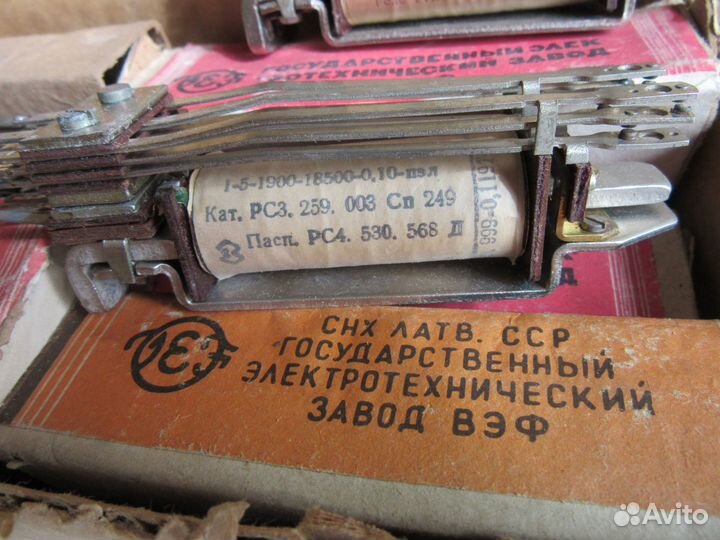 ГОСУДАРСТВЕННЫЙ ЭЛЕК
ТРОТЕХНИЧЕСКИЙ ЗАВОД
1-5-1900-18500-0,10-пэл
Кат. РС3. 259. 003 Сп 249
Пасп. РС4. 530. 568 Д
СНХ ЛАТВ. ССР
ГОСУДАРСТВЕННЫЙ
ЭЛЕКТРОТЕХНИЧЕСКИЙ
ЗАВОД ВЭФ
Avito